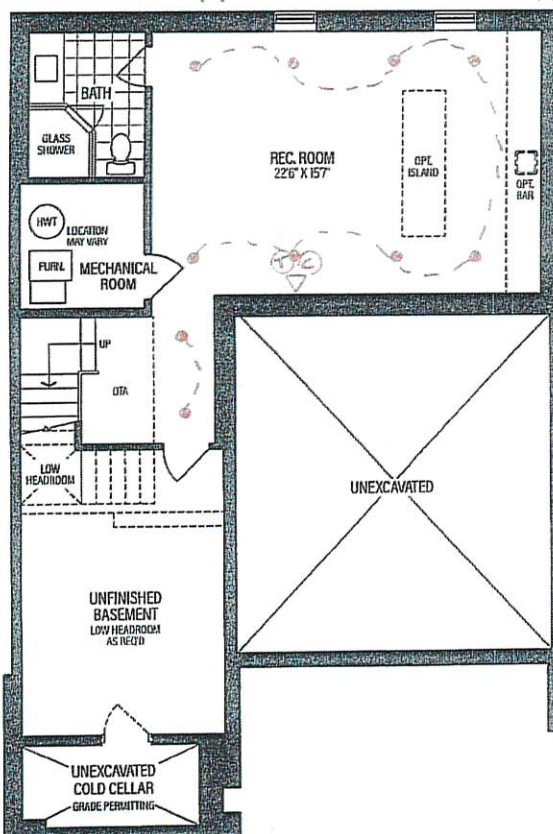 BATH
GLASS
SHOWER
REC. ROOM
22'6" X 15'7"
OPT.
ISLAND
OPT.
BAR
HWT
LOCATION
MAY VARY
FURN.
MECHANICAL
ROOM
T
C
UP
OTA
LOW
HEADROOM
UNEXCAVATED
UNFINISHED
BASEMENT
LOW HEADROOM
AS REQ'D
UNEXCAVATED
COLD CELLAR
GRADE PERMITTING